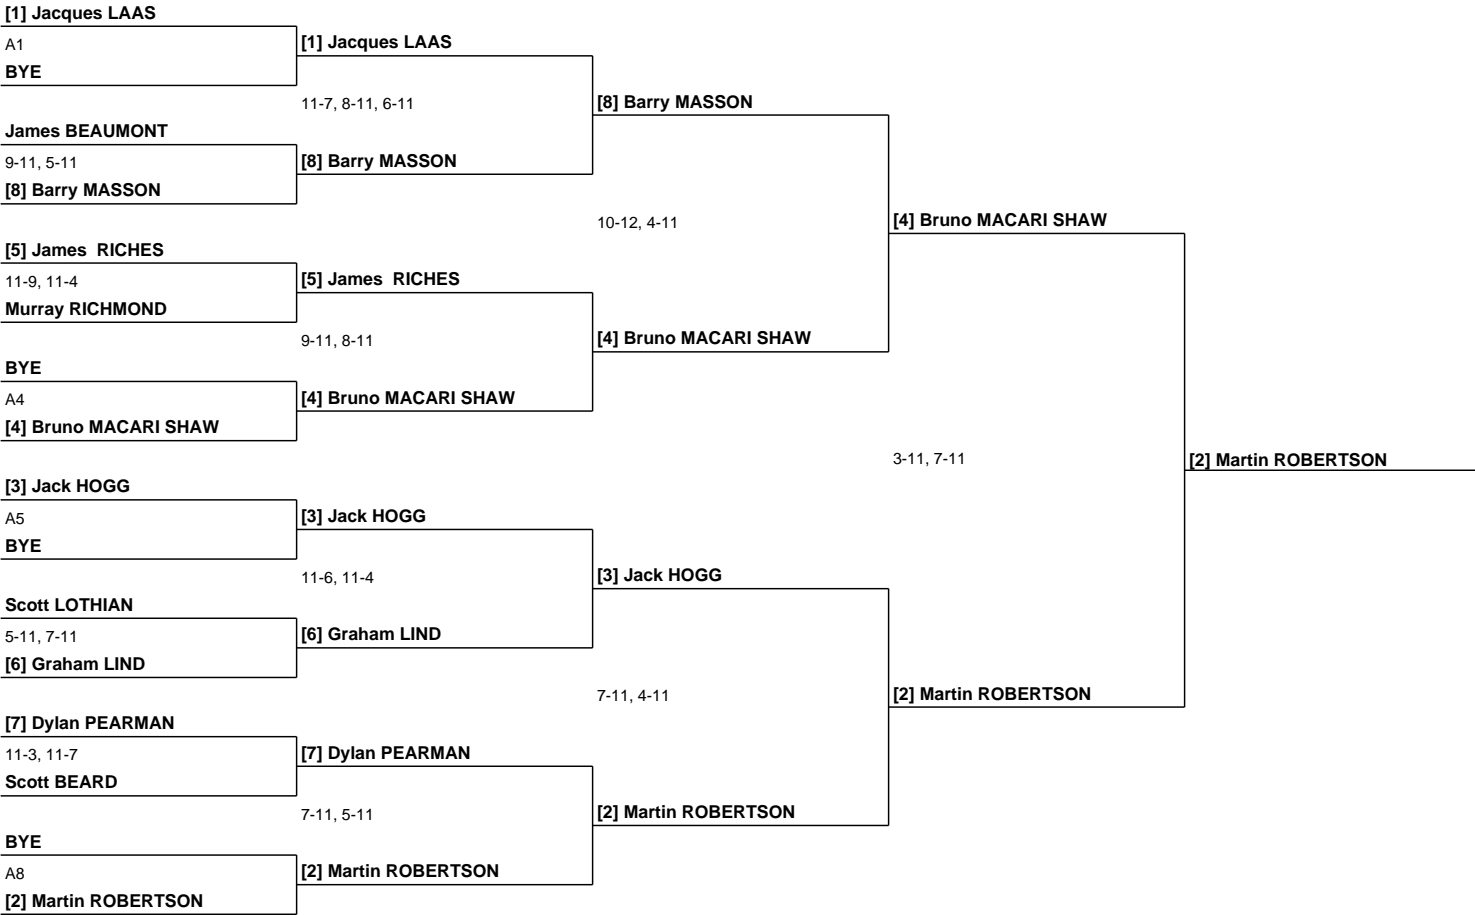 [1] Jacques LAAS
A1
BYE
[1] Jacques LAAS
11-7, 8-11, 6-11
[8] Barry MASSON
James BEAUMONT
9-11, 5-11
[8] Barry MASSON
[8] Barry MASSON
10-12, 4-11
[4] Bruno MACARI SHAW
[5] James  RICHES
11-9, 11-4
Murray RICHMOND
[5] James  RICHES
9-11, 8-11
[4] Bruno MACARI SHAW
BYE
A4
[4] Bruno MACARI SHAW
[4] Bruno MACARI SHAW
3-11, 7-11
[2] Martin ROBERTSON
[3] Jack HOGG
A5
BYE
[3] Jack HOGG
11-6, 11-4
[3] Jack HOGG
Scott LOTHIAN
5-11, 7-11
[6] Graham LIND
[6] Graham LIND
7-11, 4-11
[2] Martin ROBERTSON
[7] Dylan PEARMAN
11-3, 11-7
Scott BEARD
[7] Dylan PEARMAN
7-11, 5-11
[2] Martin ROBERTSON
BYE
A8
[2] Martin ROBERTSON
[2] Martin ROBERTSON